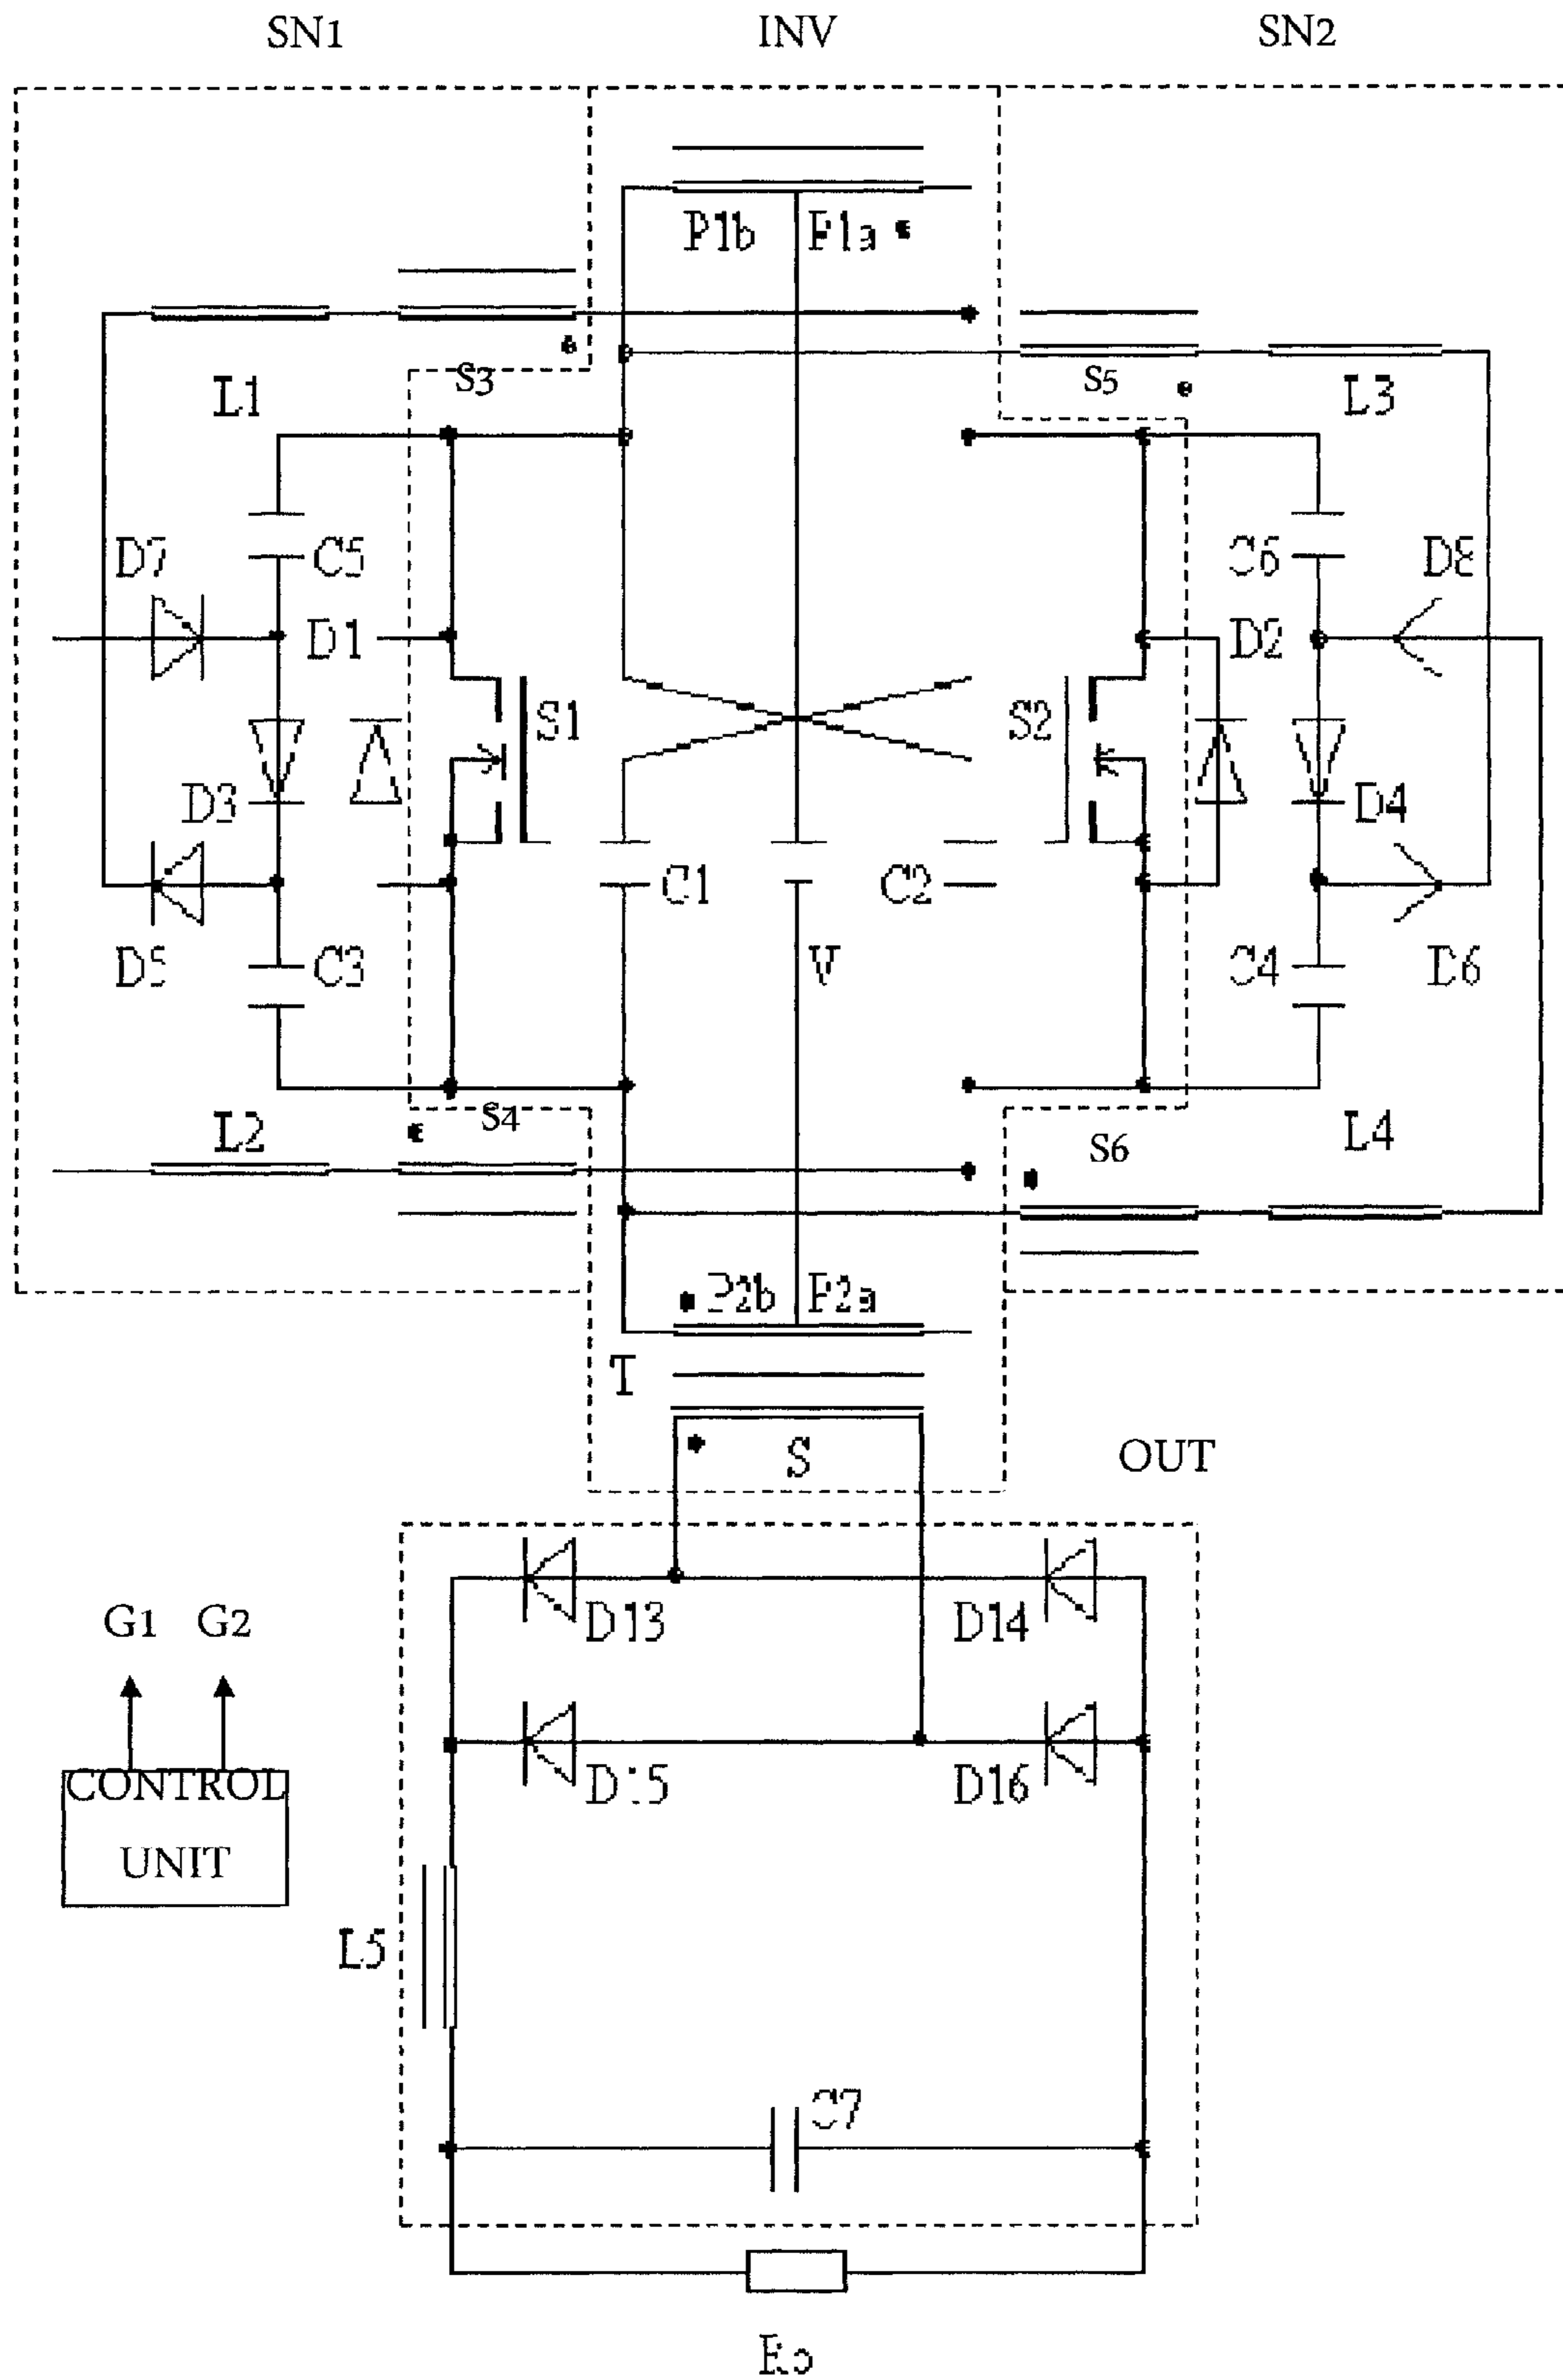 SN1 INV SN2
P1b P1a
S3 S5
L1 L3
D7 C5 C6 D8
D1 D2
S1 S2
D3 D4
C1 C2
D5 C3 V C4 D6
L2 S4 S6 L4
P2b P2a
T
S OUT
D13 D14
G1 G2
D15 D16
CONTROL
UNIT
L5
C7
Ro